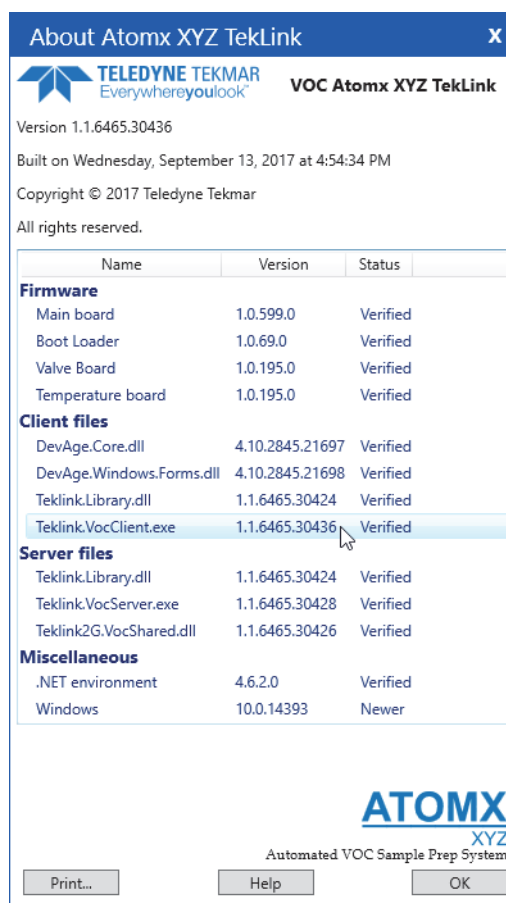 About Atomx XYZ TekLink X
TELEDYNE TEKMAR
Everywhereyoulook™
VOC Atomx XYZ TekLink
Version 1.1.6465.30436
Built on Wednesday, September 13, 2017 at 4:54:34 PM
Copyright © 2017 Teledyne Tekmar
All rights reserved.
Name Version Status
Firmware
Main board 1.0.599.0 Verified
Boot Loader 1.0.69.0 Verified
Valve Board 1.0.195.0 Verified
Temperature board 1.0.195.0 Verified
Client files
DevAge.Core.dll 4.10.2845.21697 Verified
DevAge.Windows.Forms.dll 4.10.2845.21698 Verified
Teklink.Library.dll 1.1.6465.30424 Verified
Teklink.VocClient.exe 1.1.6465.30436 Verified
Server files
Teklink.Library.dll 1.1.6465.30424 Verified
Teklink.VocServer.exe 1.1.6465.30428 Verified
Teklink2G.VocShared.dll 1.1.6465.30426 Verified
Miscellaneous
.NET environment 4.6.2.0 Verified
Windows 10.0.14393 Newer
ATOMX
XYZ
Automated VOC Sample Prep System
Print... Help OK